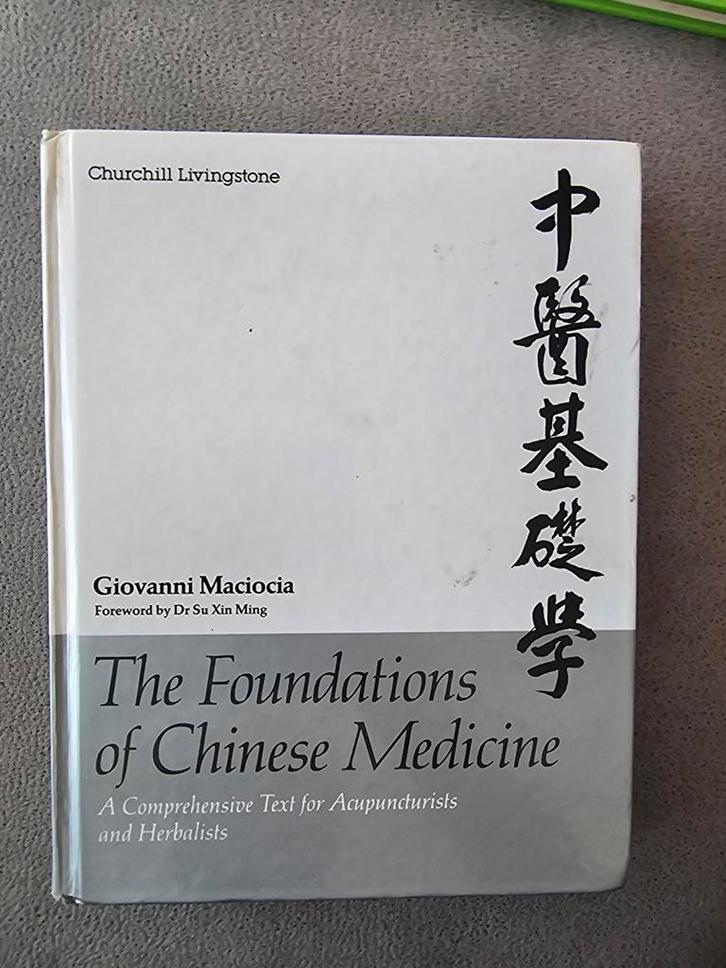 Churchill Livingstone
中醫基礎學
Giovanni Maciocia
Foreword by Dr Su Xin Ming
The Foundations
of Chinese Medicine
A Comprehensive Text for Acupuncturists
and Herbalists